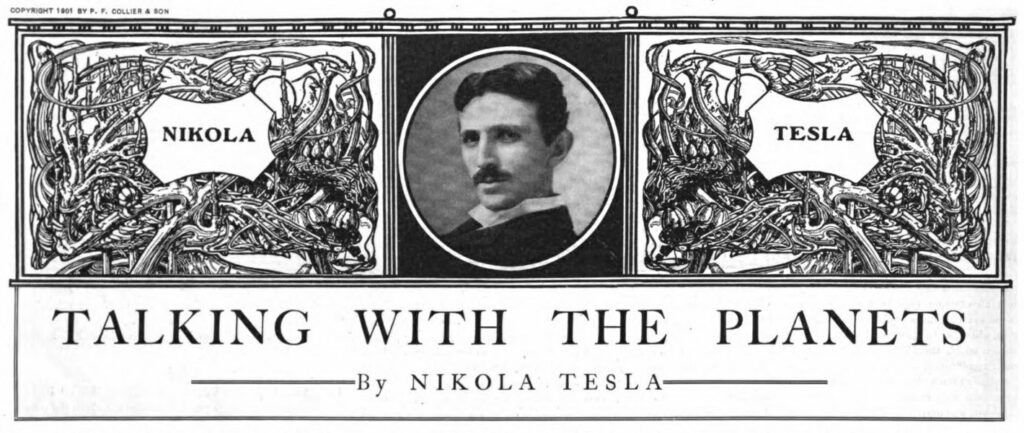 COPYRIGHT 1901 BY P. F. COLLIER & SON
NIKOLA
TESLA
TALKING WITH THE PLANETS
By NIKOLA TESLA